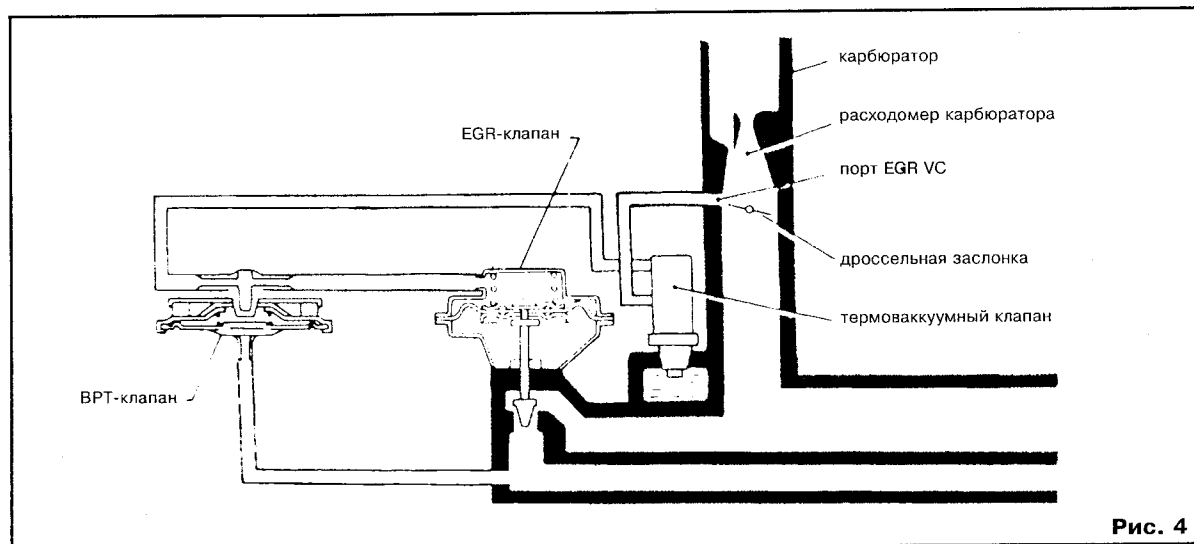 карбюратор
расходомер карбюратора
EGR-клапан
порт EGR VC
дроссельная заслонка
термоваккуумный клапан
BPT-клапан
Рис. 4